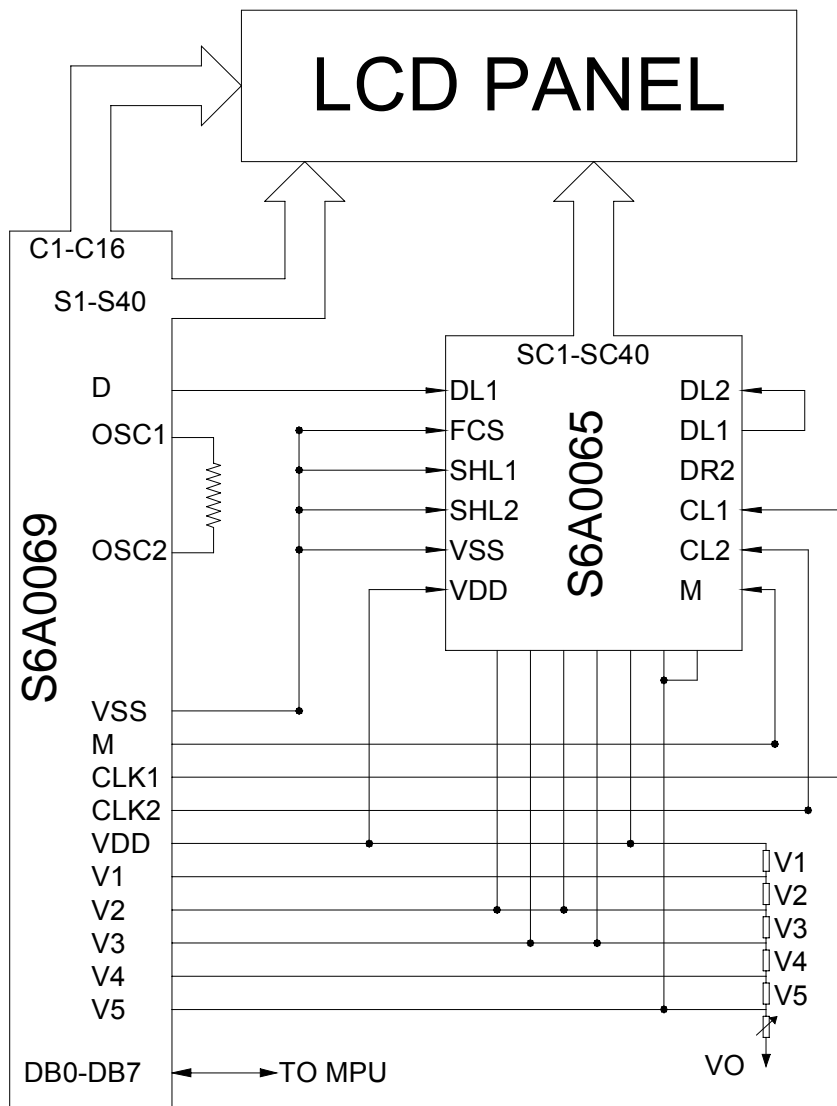 LCD PANEL
C1-C16
S1-S40
D
OSC1
OSC2
S6A0069
VSS
M
CLK1
CLK2
VDD
V1
V2
V3
V4
V5
DB0-DB7
TO MPU
SC1-SC40
DL1
FCS
SHL1
SHL2
VSS
VDD
S6A0065
DL2
DL1
DR2
CL1
CL2
M
V1
V2
V3
V4
V5
VO